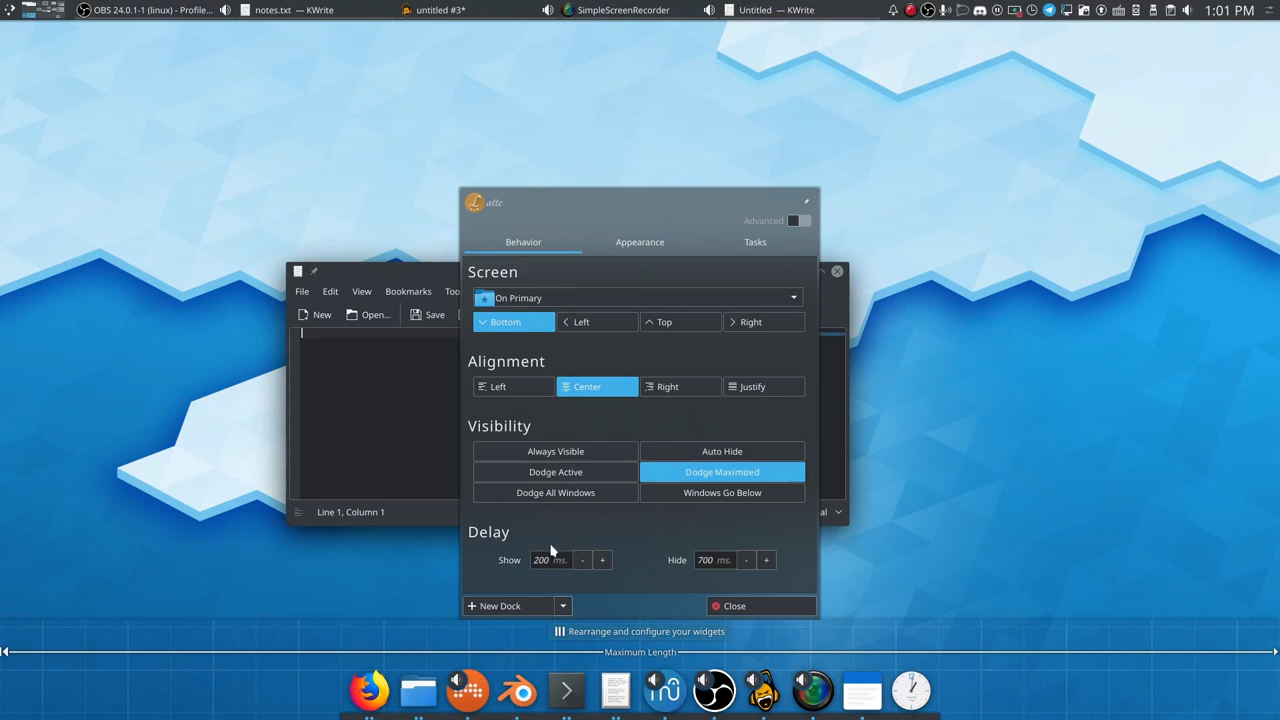 OBS 24.0.1-1 (linux) - Profile...
notes.txt — KWrite
untitled #3*
SimpleScreenRecorder
Untitled — KWrite
1:01 PM
Latte
Advanced
Behavior
Appearance
Tasks
Screen
On Primary
Bottom
Left
Top
Right
Alignment
Left
Center
Right
Justify
Visibility
Always Visible
Auto Hide
Dodge Active
Dodge Maximized
Dodge All Windows
Windows Go Below
Delay
Show
200 ms.
-
+
Hide
700 ms.
-
+
+ New Dock
Close
File
Edit
View
Bookmarks
Too
New
Open...
Save
Line 1, Column 1
al
Rearrange and configure your widgets
Maximum Length